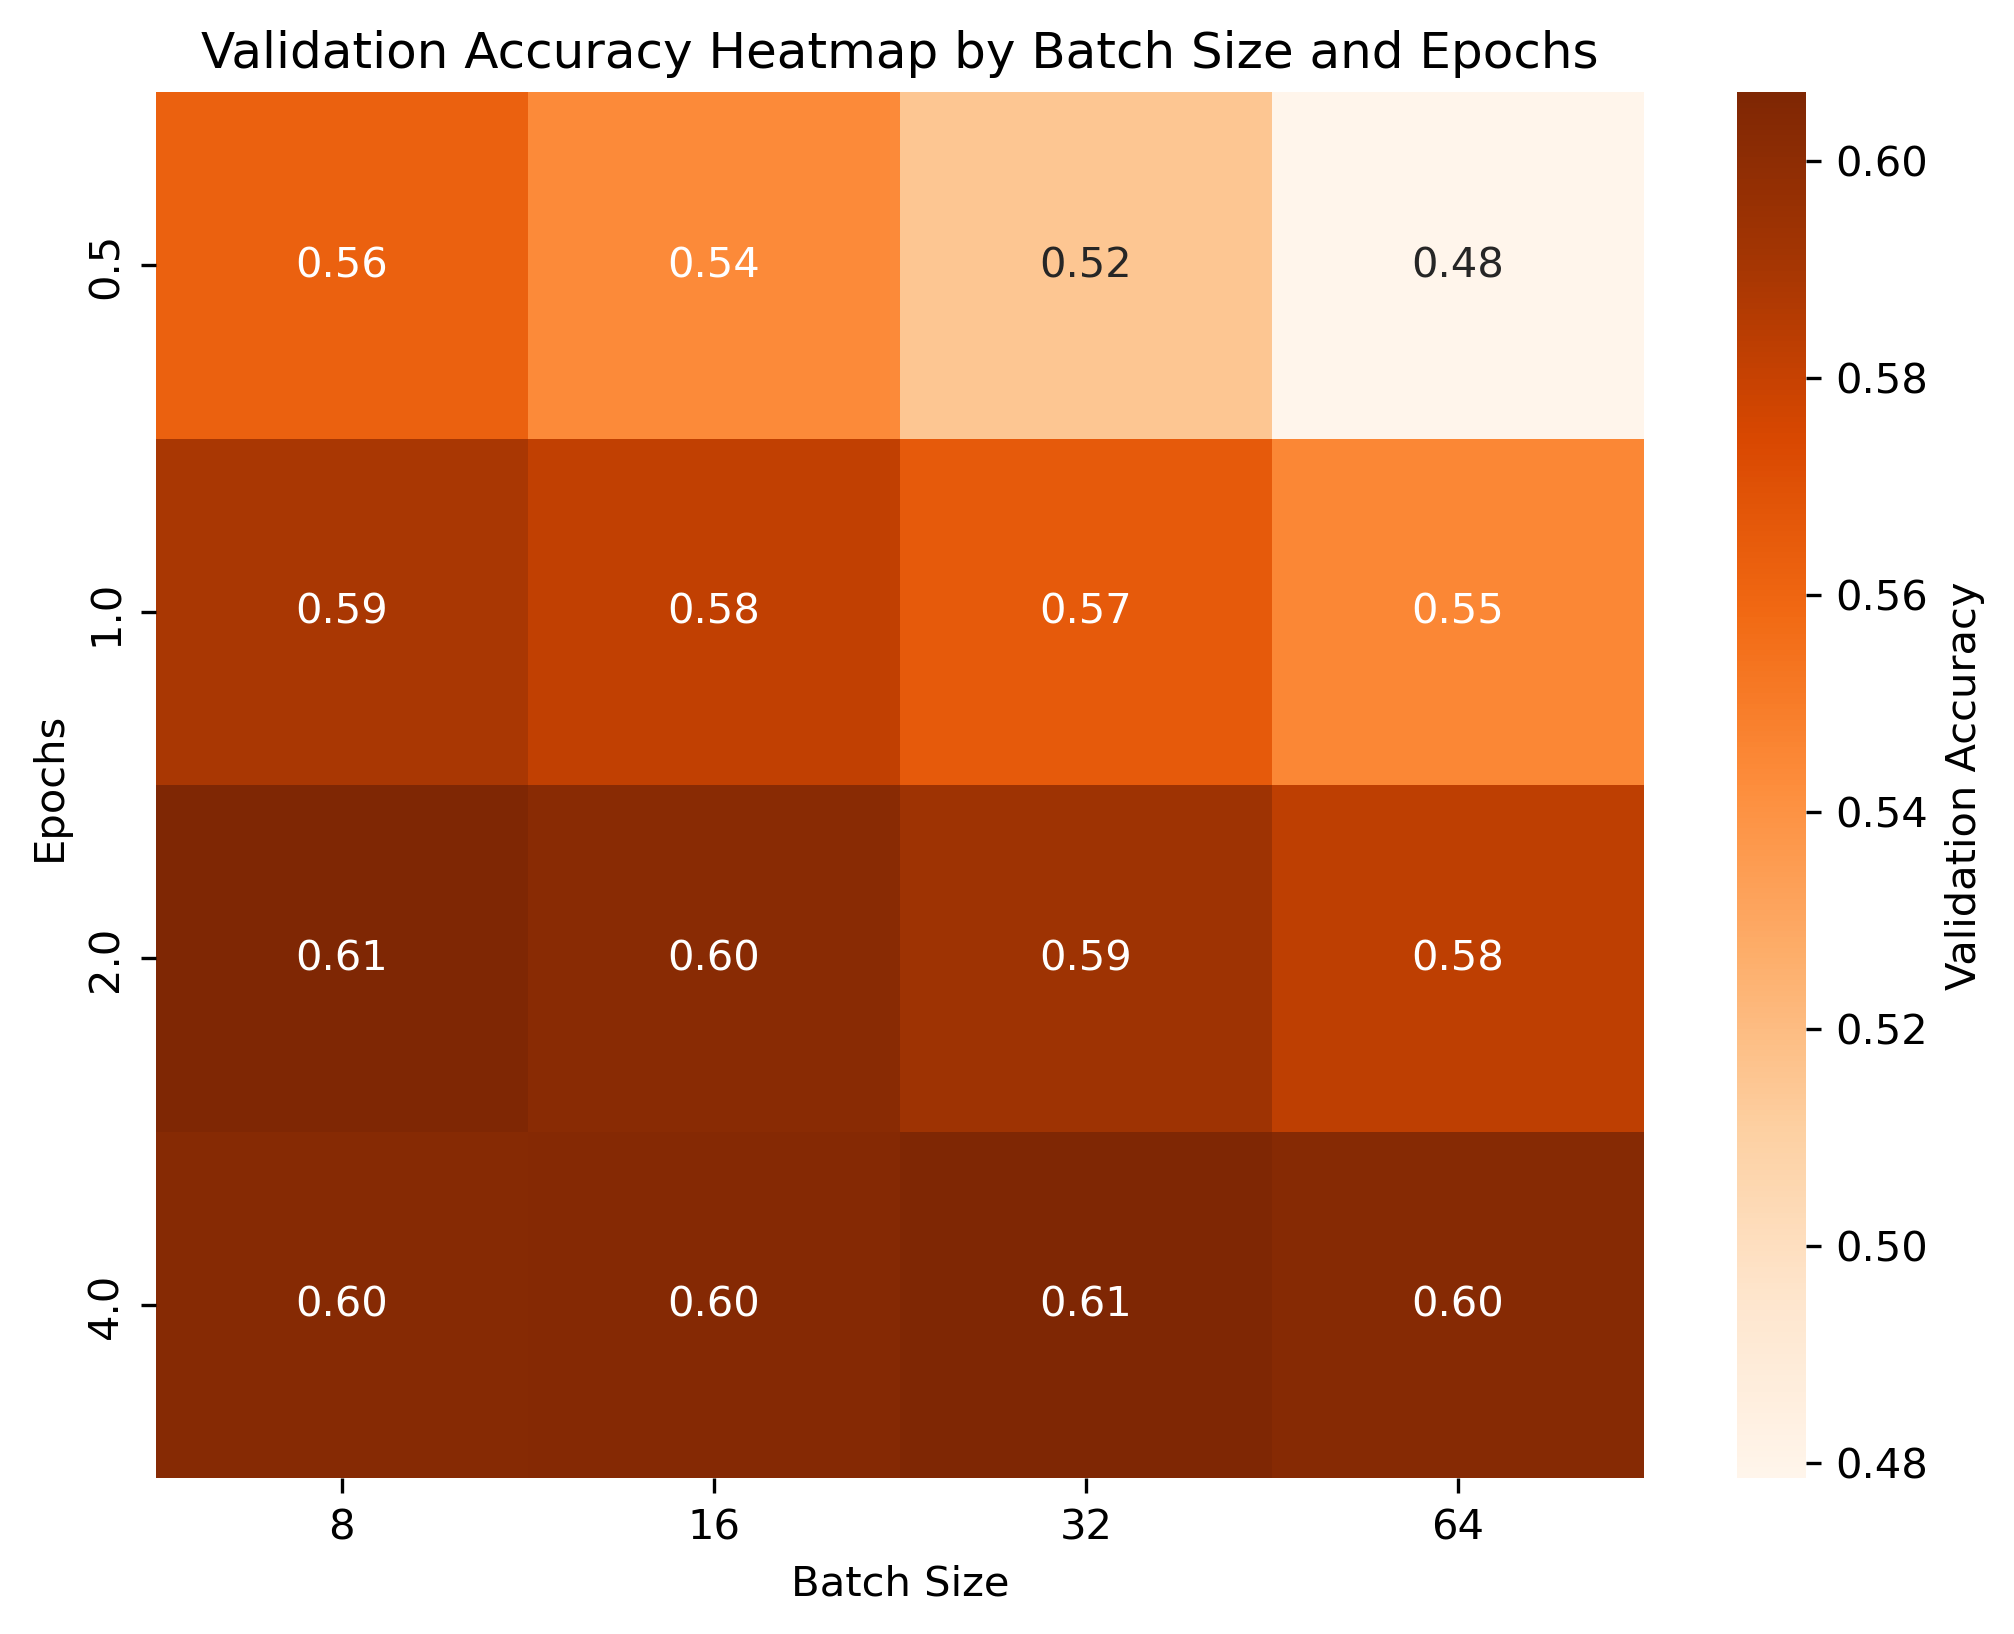 Validation Accuracy Heatmap by Batch Size and Epochs
0.5
0.56 0.54 0.52 0.48
1.0
0.59 0.58 0.57 0.55
2.0
0.61 0.60 0.59 0.58
4.0
0.60 0.60 0.61 0.60
Epochs
8 16 32 64
Batch Size
0.60
0.58
0.56
0.54
0.52
0.50
0.48
Validation Accuracy